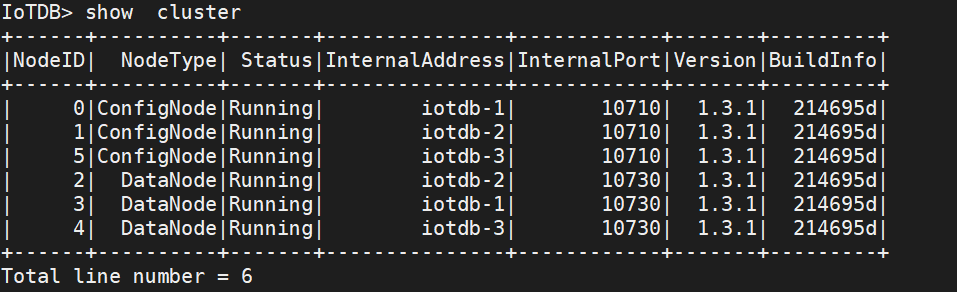 IoTDB> show  cluster
+------+----------+-------+---------------+------------+-------+---------+
|NodeID|  NodeType| Status|InternalAddress|InternalPort|Version|BuildInfo|
+------+----------+-------+---------------+------------+-------+---------+
|     0|ConfigNode|Running|       iotdb-1|       10710|  1.3.1|  214695d|
|     1|ConfigNode|Running|       iotdb-2|       10710|  1.3.1|  214695d|
|     5|ConfigNode|Running|       iotdb-3|       10710|  1.3.1|  214695d|
|     2|  DataNode|Running|       iotdb-2|       10730|  1.3.1|  214695d|
|     3|  DataNode|Running|       iotdb-1|       10730|  1.3.1|  214695d|
|     4|  DataNode|Running|       iotdb-3|       10730|  1.3.1|  214695d|
+------+----------+-------+---------------+------------+-------+---------+
Total line number = 6